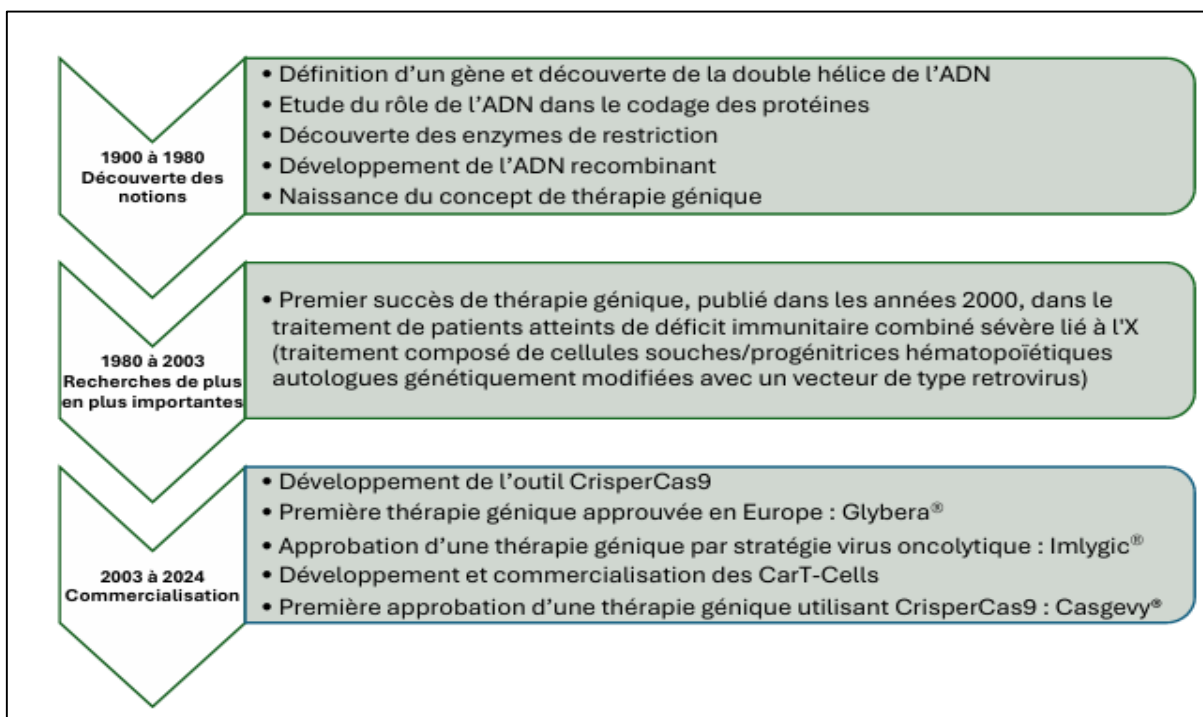 1900 à 1980
Découverte des
notions
• Définition d'un gène et découverte de la double hélice de l'ADN
• Etude du rôle de l'ADN dans le codage des protéines
• Découverte des enzymes de restriction
• Développement de l'ADN recombinant
• Naissance du concept de thérapie génique
1980 à 2003
Recherches de plus
en plus importantes
• Premier succès de thérapie génique, publié dans les années 2000, dans le
traitement de patients atteints de déficit immunitaire combiné sévère lié à l'X
(traitement composé de cellules souches/progénitrices hématopoïétiques
autologues génétiquement modifiées avec un vecteur de type retrovirus)
2003 à 2024
Commercialisation
• Développement de l'outil CrisperCas9
• Première thérapie génique approuvée en Europe : Glybera®
• Approbation d'une thérapie génique par stratégie virus oncolytique : Imlygic®
• Développement et commercialisation des CarT-Cells
• Première approbation d'une thérapie génique utilisant CrisperCas9 : Casgevy®